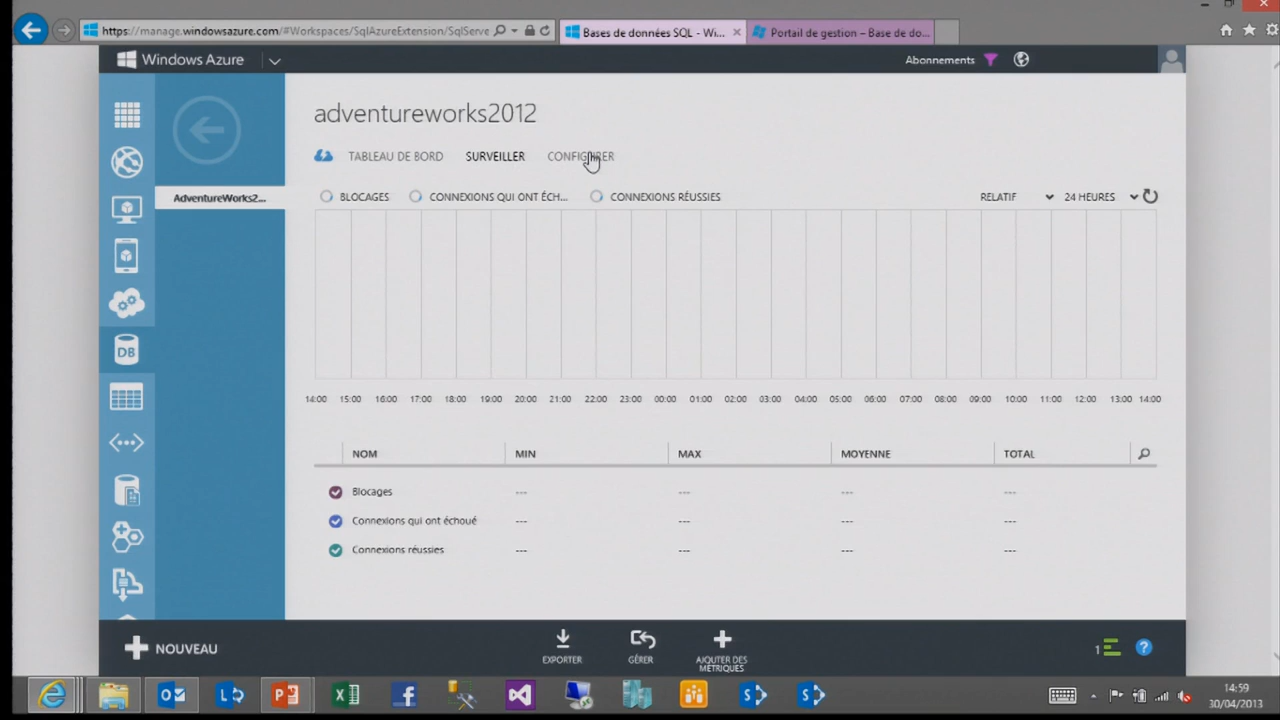 https://manage.windowsazure.com/#Workspaces/SqlAzureExtension/SqlServe
Bases de données SQL - Wi...
Portail de gestion – Base de do...
Windows Azure
Abonnements
adventureworks2012
TABLEAU DE BORD SURVEILLER CONFIGURER
AdventureWorks2...
BLOCAGES CONNEXIONS QUI ONT ÉCH... CONNEXIONS RÉUSSIES RELATIF 24 HEURES
14:00 15:00 16:00 17:00 18:00 19:00 20:00 21:00 22:00 23:00 00:00 01:00 02:00 03:00 04:00 05:00 06:00 07:00 08:00 09:00 10:00 11:00 12:00 13:00 14:00
NOM MIN MAX MOYENNE TOTAL
Blocages --- --- --- ---
Connexions qui ont échoué --- --- --- ---
Connexions réussies --- --- --- ---
DB
NOUVEAU
EXPORTER
GÉRER
AJOUTER DES
MÉTRIQUES
1
14:59
30/04/2013